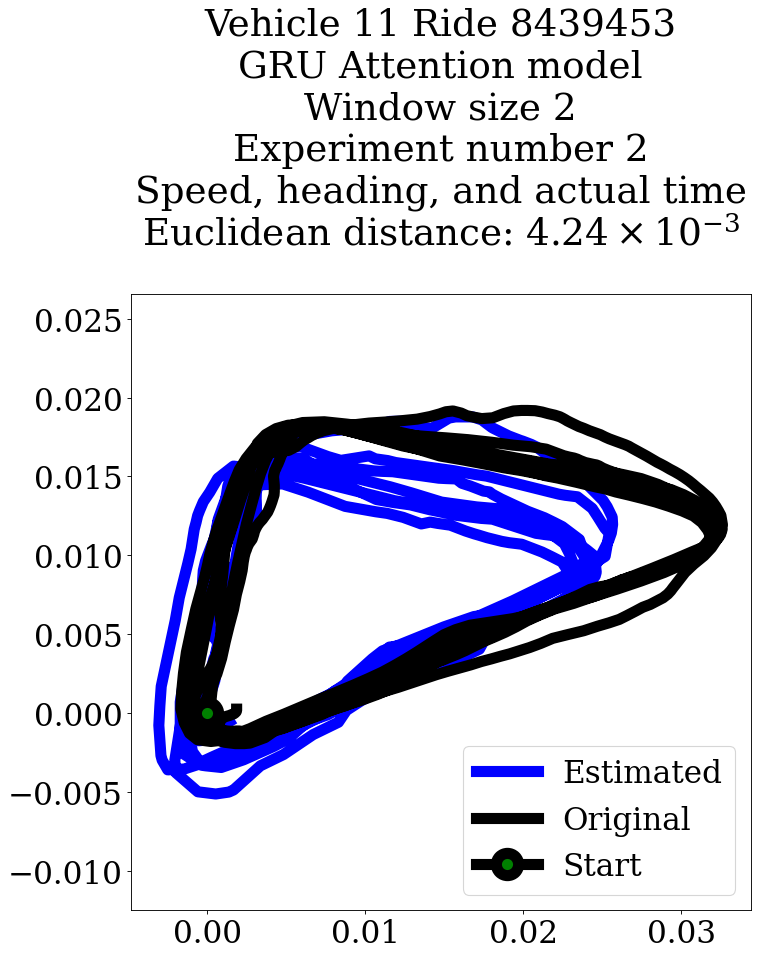 Vehicle 11 Ride 8439453
GRU Attention model
Window size 2
Experiment number 2
Speed, heading, and actual time
Euclidean distance: 4.24 × 10⁻³
0.025
0.020
0.015
0.010
0.005
0.000
−0.005
−0.010
0.00 0.01 0.02 0.03
Estimated
Original
Start